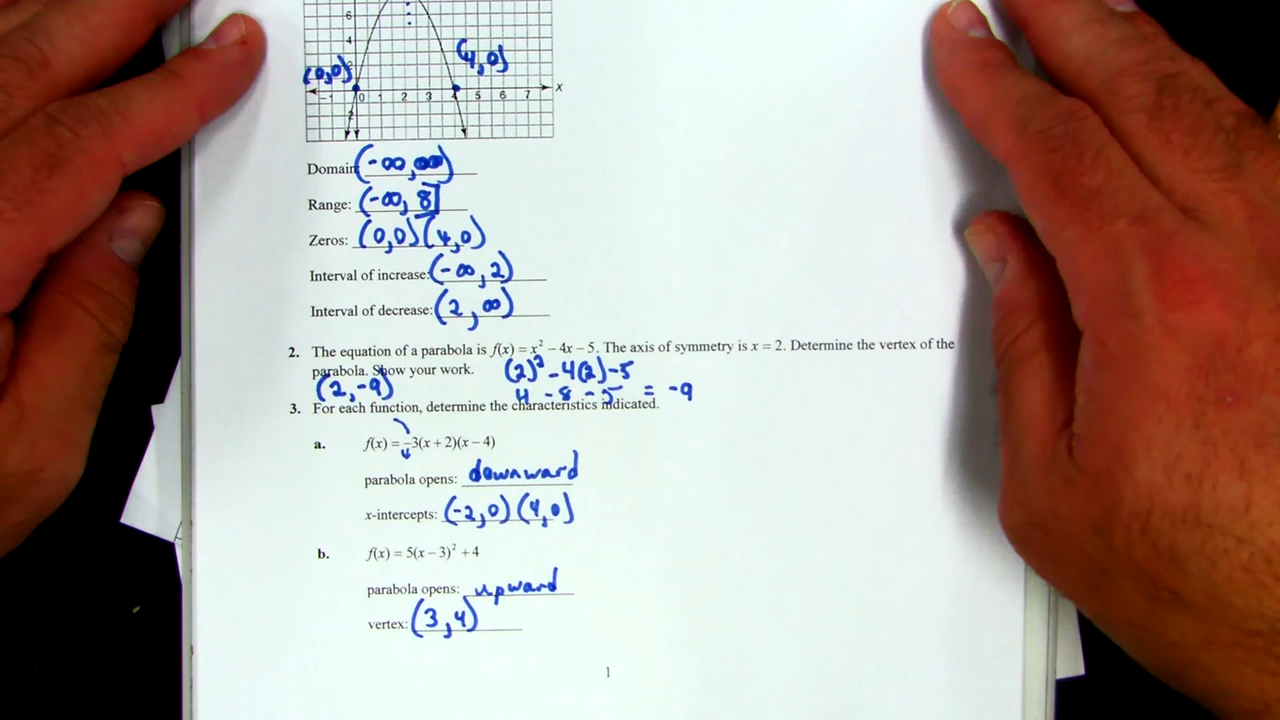 6
4
(0,0) (4,0)
-1 0 1 2 3 4 5 6 7 x
Domain: (-∞, ∞)
Range: (-∞, 8]
Zeros: (0,0)(4,0)
Interval of increase: (-∞, 2)
Interval of decrease: (2, ∞)
2. The equation of a parabola is f(x) = x² – 4x – 5. The axis of symmetry is x = 2. Determine the vertex of the
parabola. Show your work. (2)² - 4(2) - 5
(2, -9) 4 - 8 - 5 = -9
3. For each function, determine the characteristics indicated.
a. f(x) = –3(x + 2)(x – 4)
parabola opens: downward
x-intercepts: (-2,0) (4,0)
b. f(x) = 5(x – 3)² + 4
parabola opens: upward
vertex: (3,4)
1